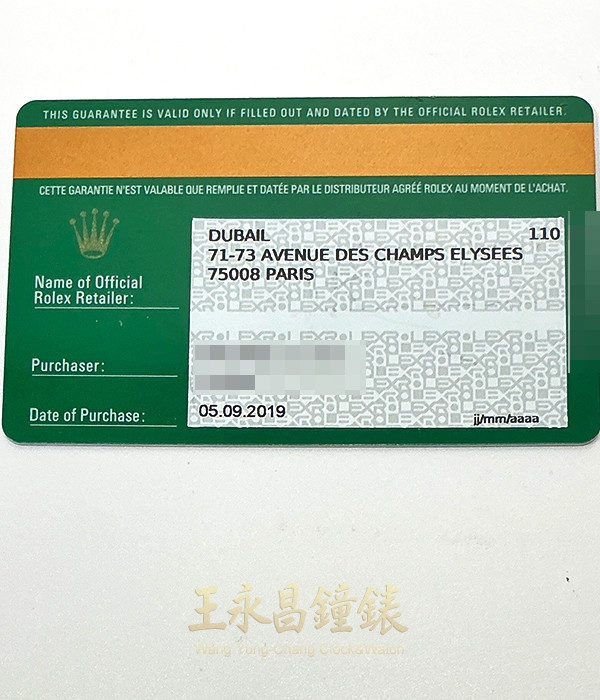 THIS GUARANTEE IS VALID ONLY IF FILLED OUT AND DATED BY THE OFFICIAL ROLEX RETAILER.
CETTE GARANTIE N'EST VALABLE QUE REMPLIE ET DATÉE PAR LE DISTRIBUTEUR AGRÉÉ ROLEX AU MOMENT DE L'ACHAT.
DUBAIL 110
71-73 AVENUE DES CHAMPS ELYSEES
75008 PARIS
Name of Official
Rolex Retailer:
Purchaser:
Date of Purchase:
05.09.2019
jj/mm/aaaa
王永昌鐘錶
Wang Yung Chang Clock&Watch